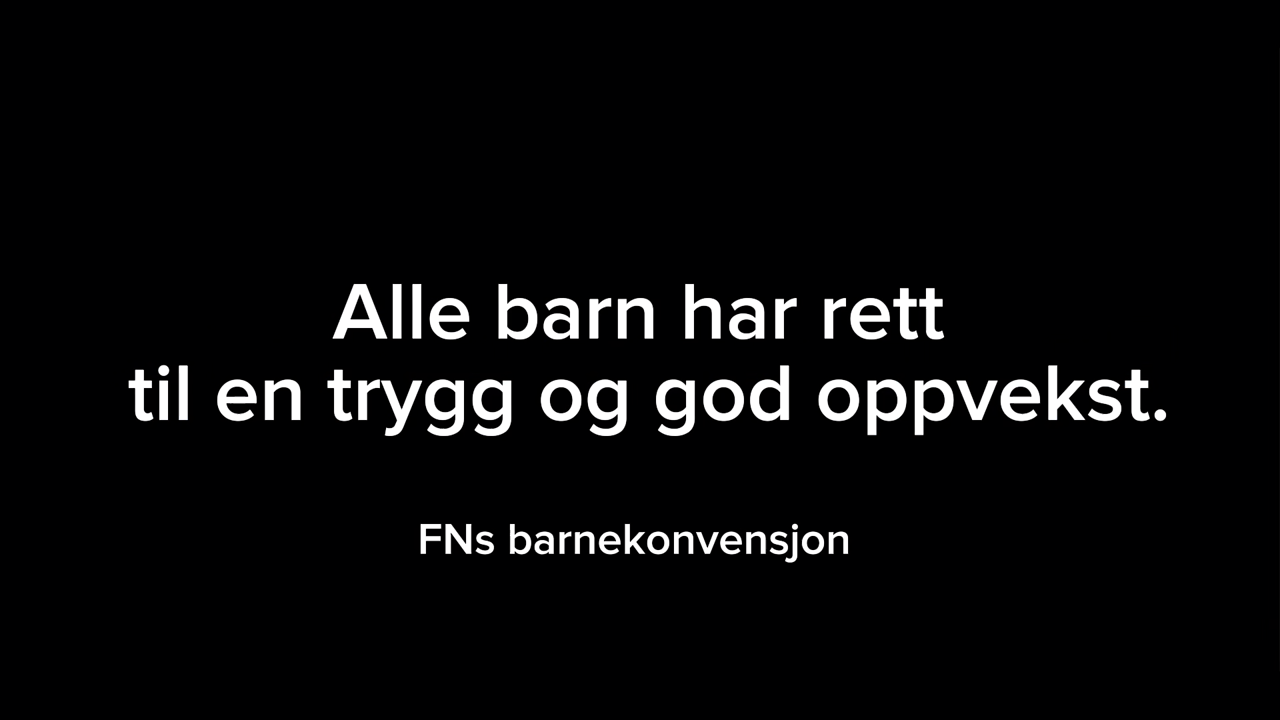 Alle barn har rett
til en trygg og god oppvekst.
FNs barnekonvensjon